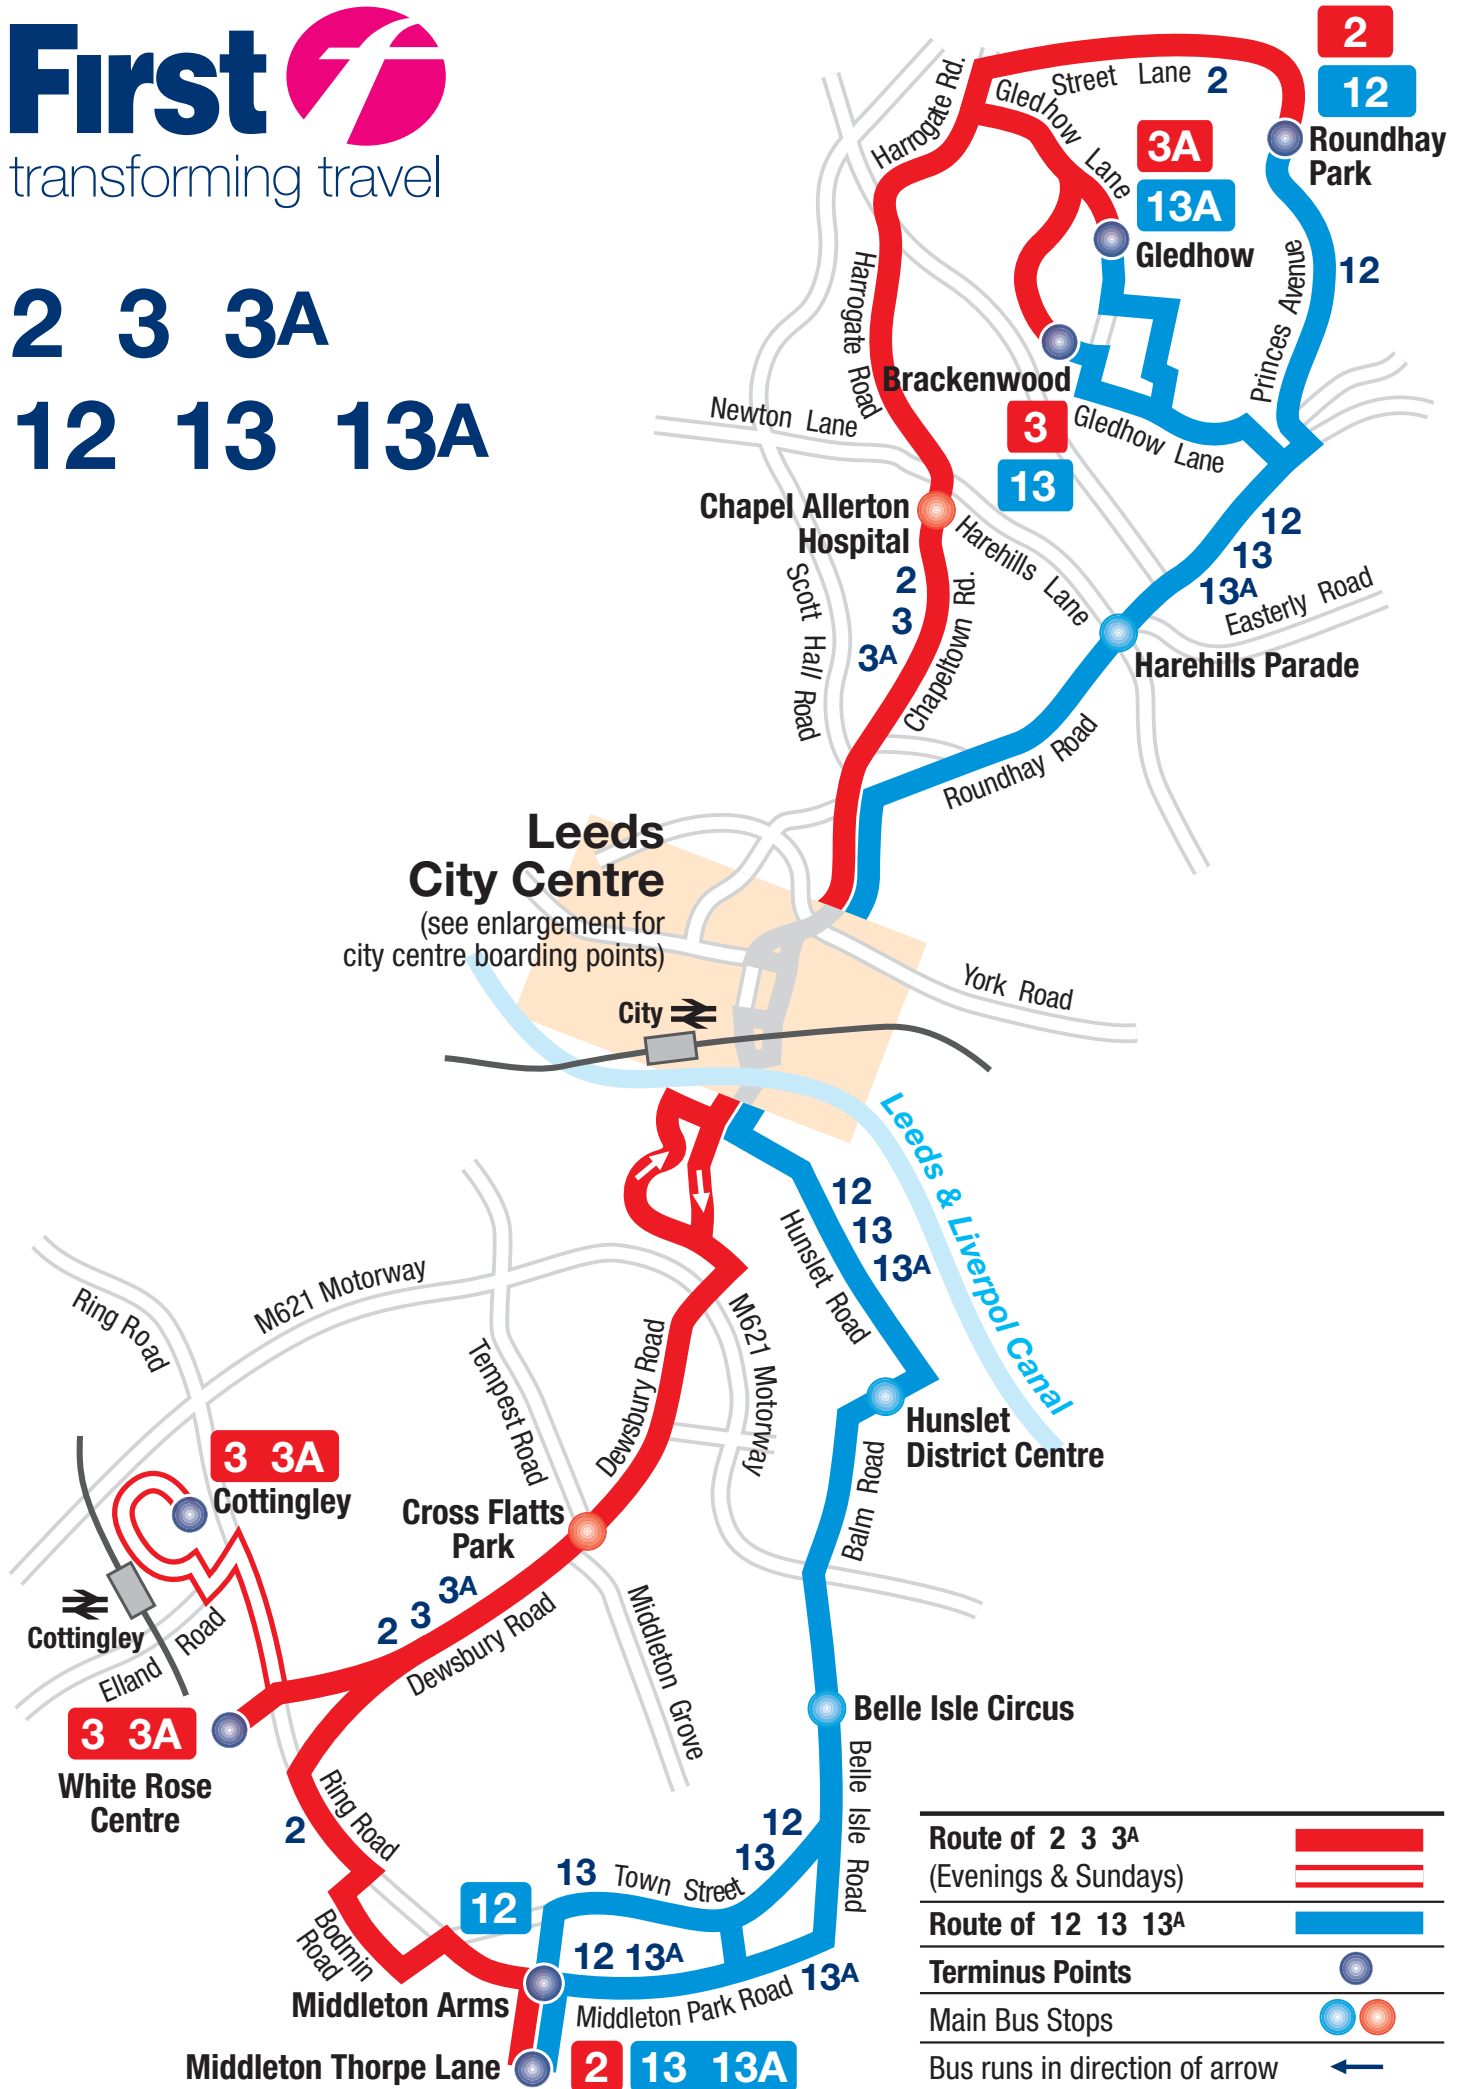 First
transforming travel
2 3 3A
12 13 13A
2
12
Roundhay
Park
Street Lane 2
Harrogate Rd.
Gledhow Lane
3A
13A
Gledhow
Princes Avenue
12
Harrogate Road
Brackenwood
3
13
Gledhow Lane
Newton Lane
Chapel Allerton
Hospital
Harehills Lane
12
13
13A
Easterly Road
Harehills Parade
2
3
3A
Scott Hall Road
Chapeltown Rd.
Roundhay Road
Leeds
City Centre
(see enlargement for
city centre boarding points)
City
York Road
Leeds & Liverpol Canal
12
13
13A
Hunslet Road
Ring Road
M621 Motorway
M621 Motorway
Tempest Road
Dewsbury Road
Hunslet
District Centre
Balm Road
3 3A
Cottingley
Cross Flatts
Park
Cottingley
Elland Road
2 3 3A
Dewsbury Road
Middleton Grove
3 3A
White Rose
Centre
Belle Isle Circus
Belle Isle Road
2
Ring Road
12
13
13 Town Street
12
12 13A
13A
Bodmin
Road
Middleton Arms
Middleton Park Road
Middleton Thorpe Lane
2 13 13A
Route of 2 3 3A
(Evenings & Sundays)
Route of 12 13 13A
Terminus Points
Main Bus Stops
Bus runs in direction of arrow